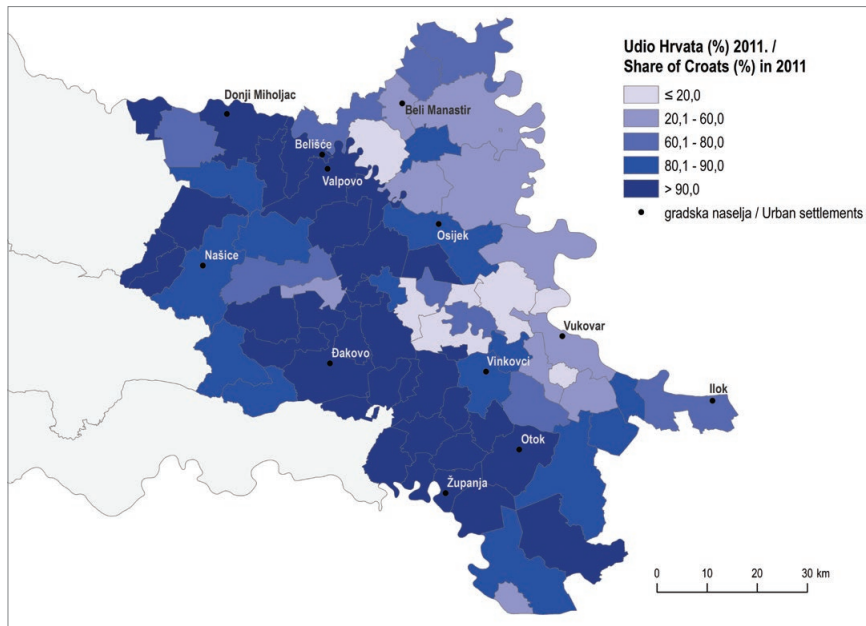 Udio Hrvata (%) 2011. /
Share of Croats (%) in 2011
≤ 20,0
20,1 - 60,0
60,1 - 80,0
80,1 - 90,0
> 90,0
gradska naselja / Urban settlements
Donji Miholjac
Beli Manastir
Belišće
Valpovo
Osijek
Našice
Vukovar
Đakovo
Vinkovci
Ilok
Otok
Županja
0 10 20 30 km